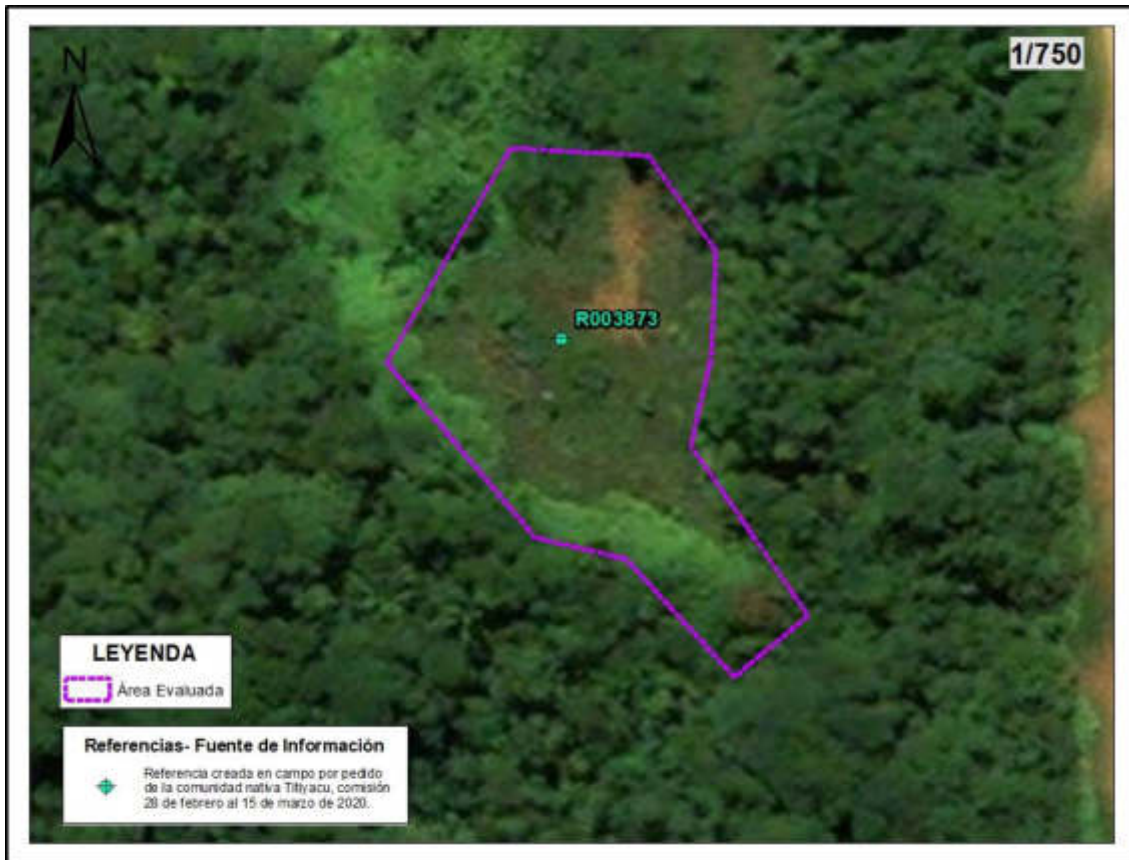 N
1/750
R003873
LEYENDA
Área Evaluada
Referencias- Fuente de Información
Referencia creada en campo por pedido
de la comunidad nativa Titiyacu, comisión
28 de febrero al 15 de marzo de 2020.